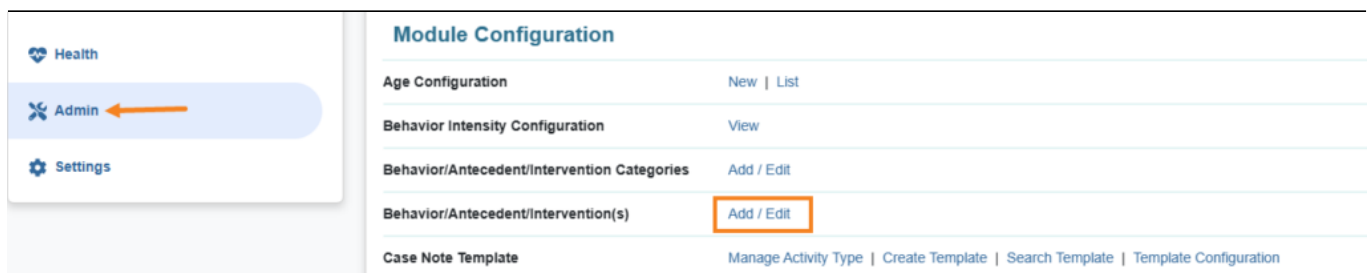 Health
Admin
Settings
Module Configuration
Age Configuration New | List
Behavior Intensity Configuration View
Behavior/Antecedent/Intervention Categories Add / Edit
Behavior/Antecedent/Intervention(s) Add / Edit
Case Note Template Manage Activity Type | Create Template | Search Template | Template Configuration